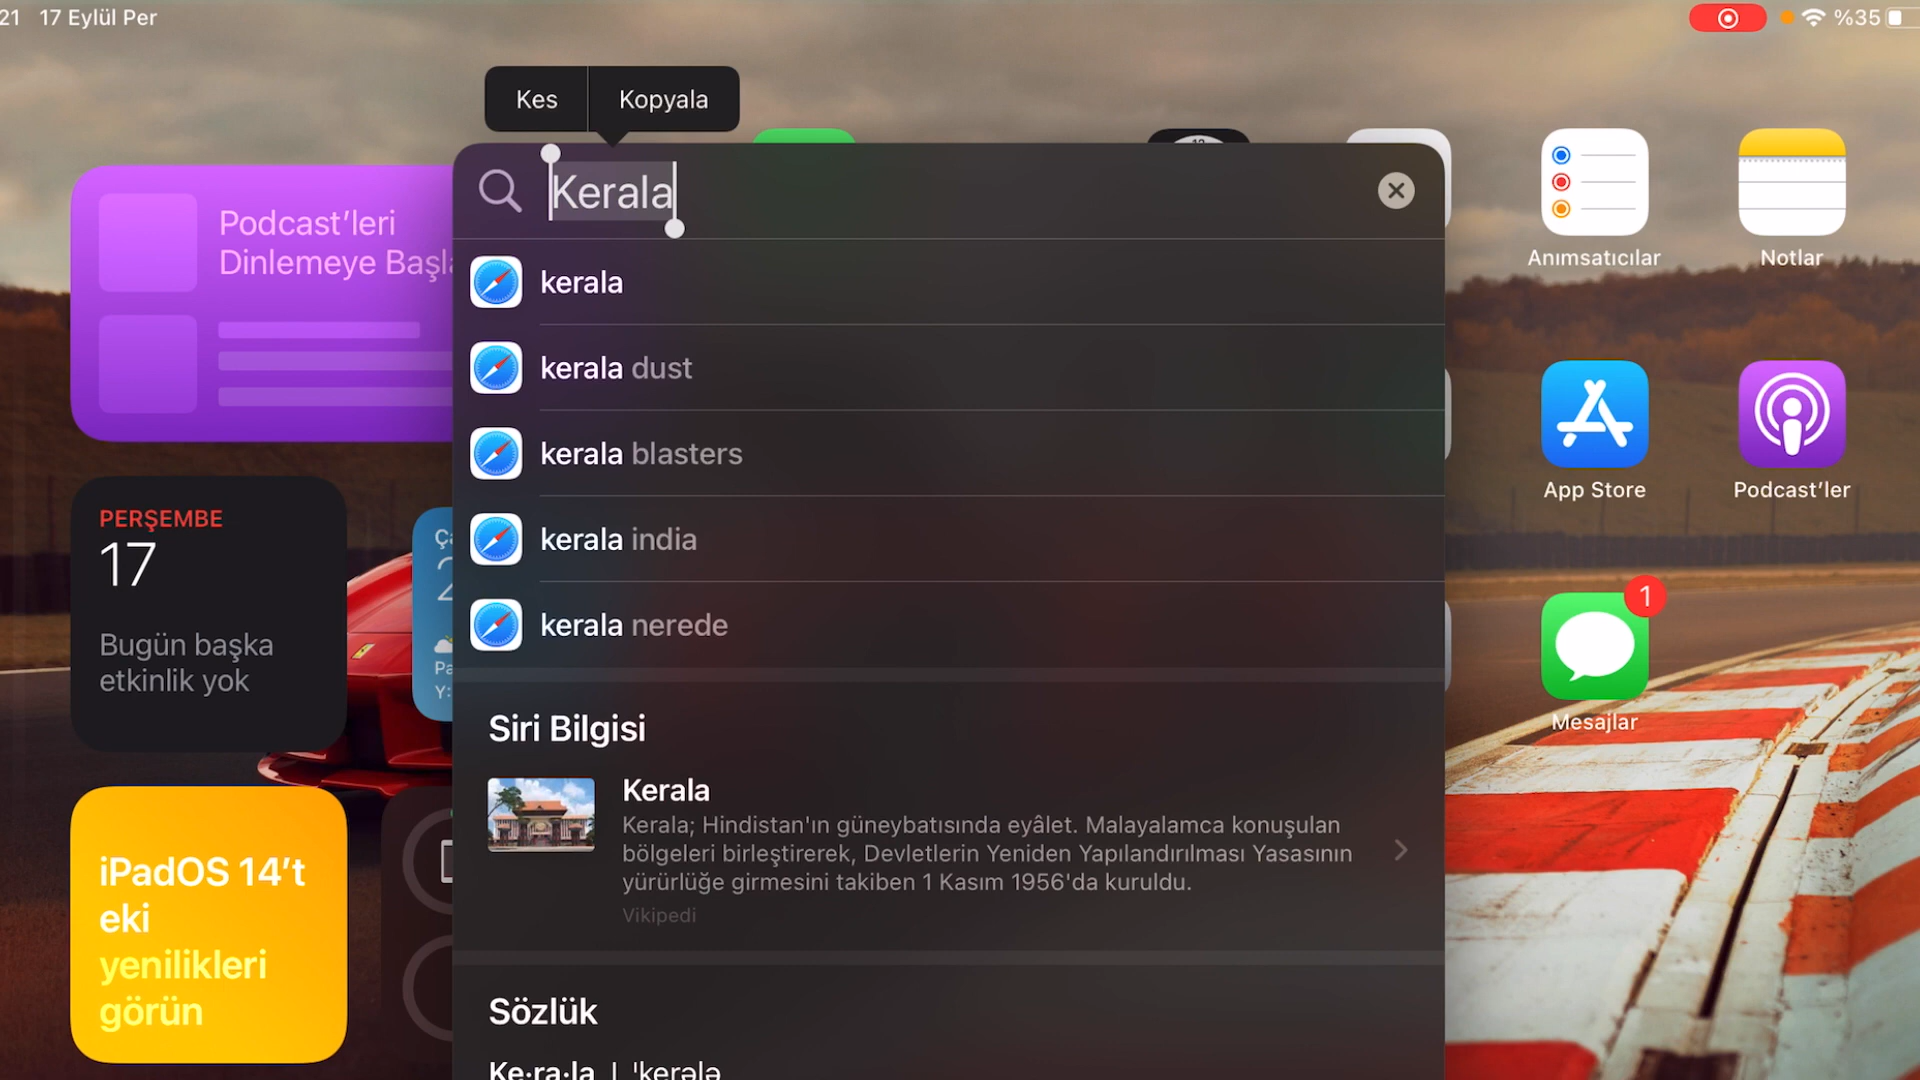 21 17 Eylül Per
%35
Kes
Kopyala
Kerala
kerala
kerala dust
kerala blasters
kerala india
kerala nerede
Siri Bilgisi
Kerala
Kerala; Hindistan'ın güneybatısında eyâlet. Malayalamca konuşulan
bölgeleri birleştirerek, Devletlerin Yeniden Yapılandırılması Yasasının
yürürlüğe girmesini takiben 1 Kasım 1956'da kuruldu.
Vikipedi
Sözlük
Ke·ra·la | ˈkerələ
Podcast’leri
Dinlemeye Başla
PERŞEMBE
17
Bugün başka
etkinlik yok
iPadOS 14’t
eki
yenilikleri
görün
Anımsatıcılar
Notlar
App Store
Podcast’ler
1
Mesajlar